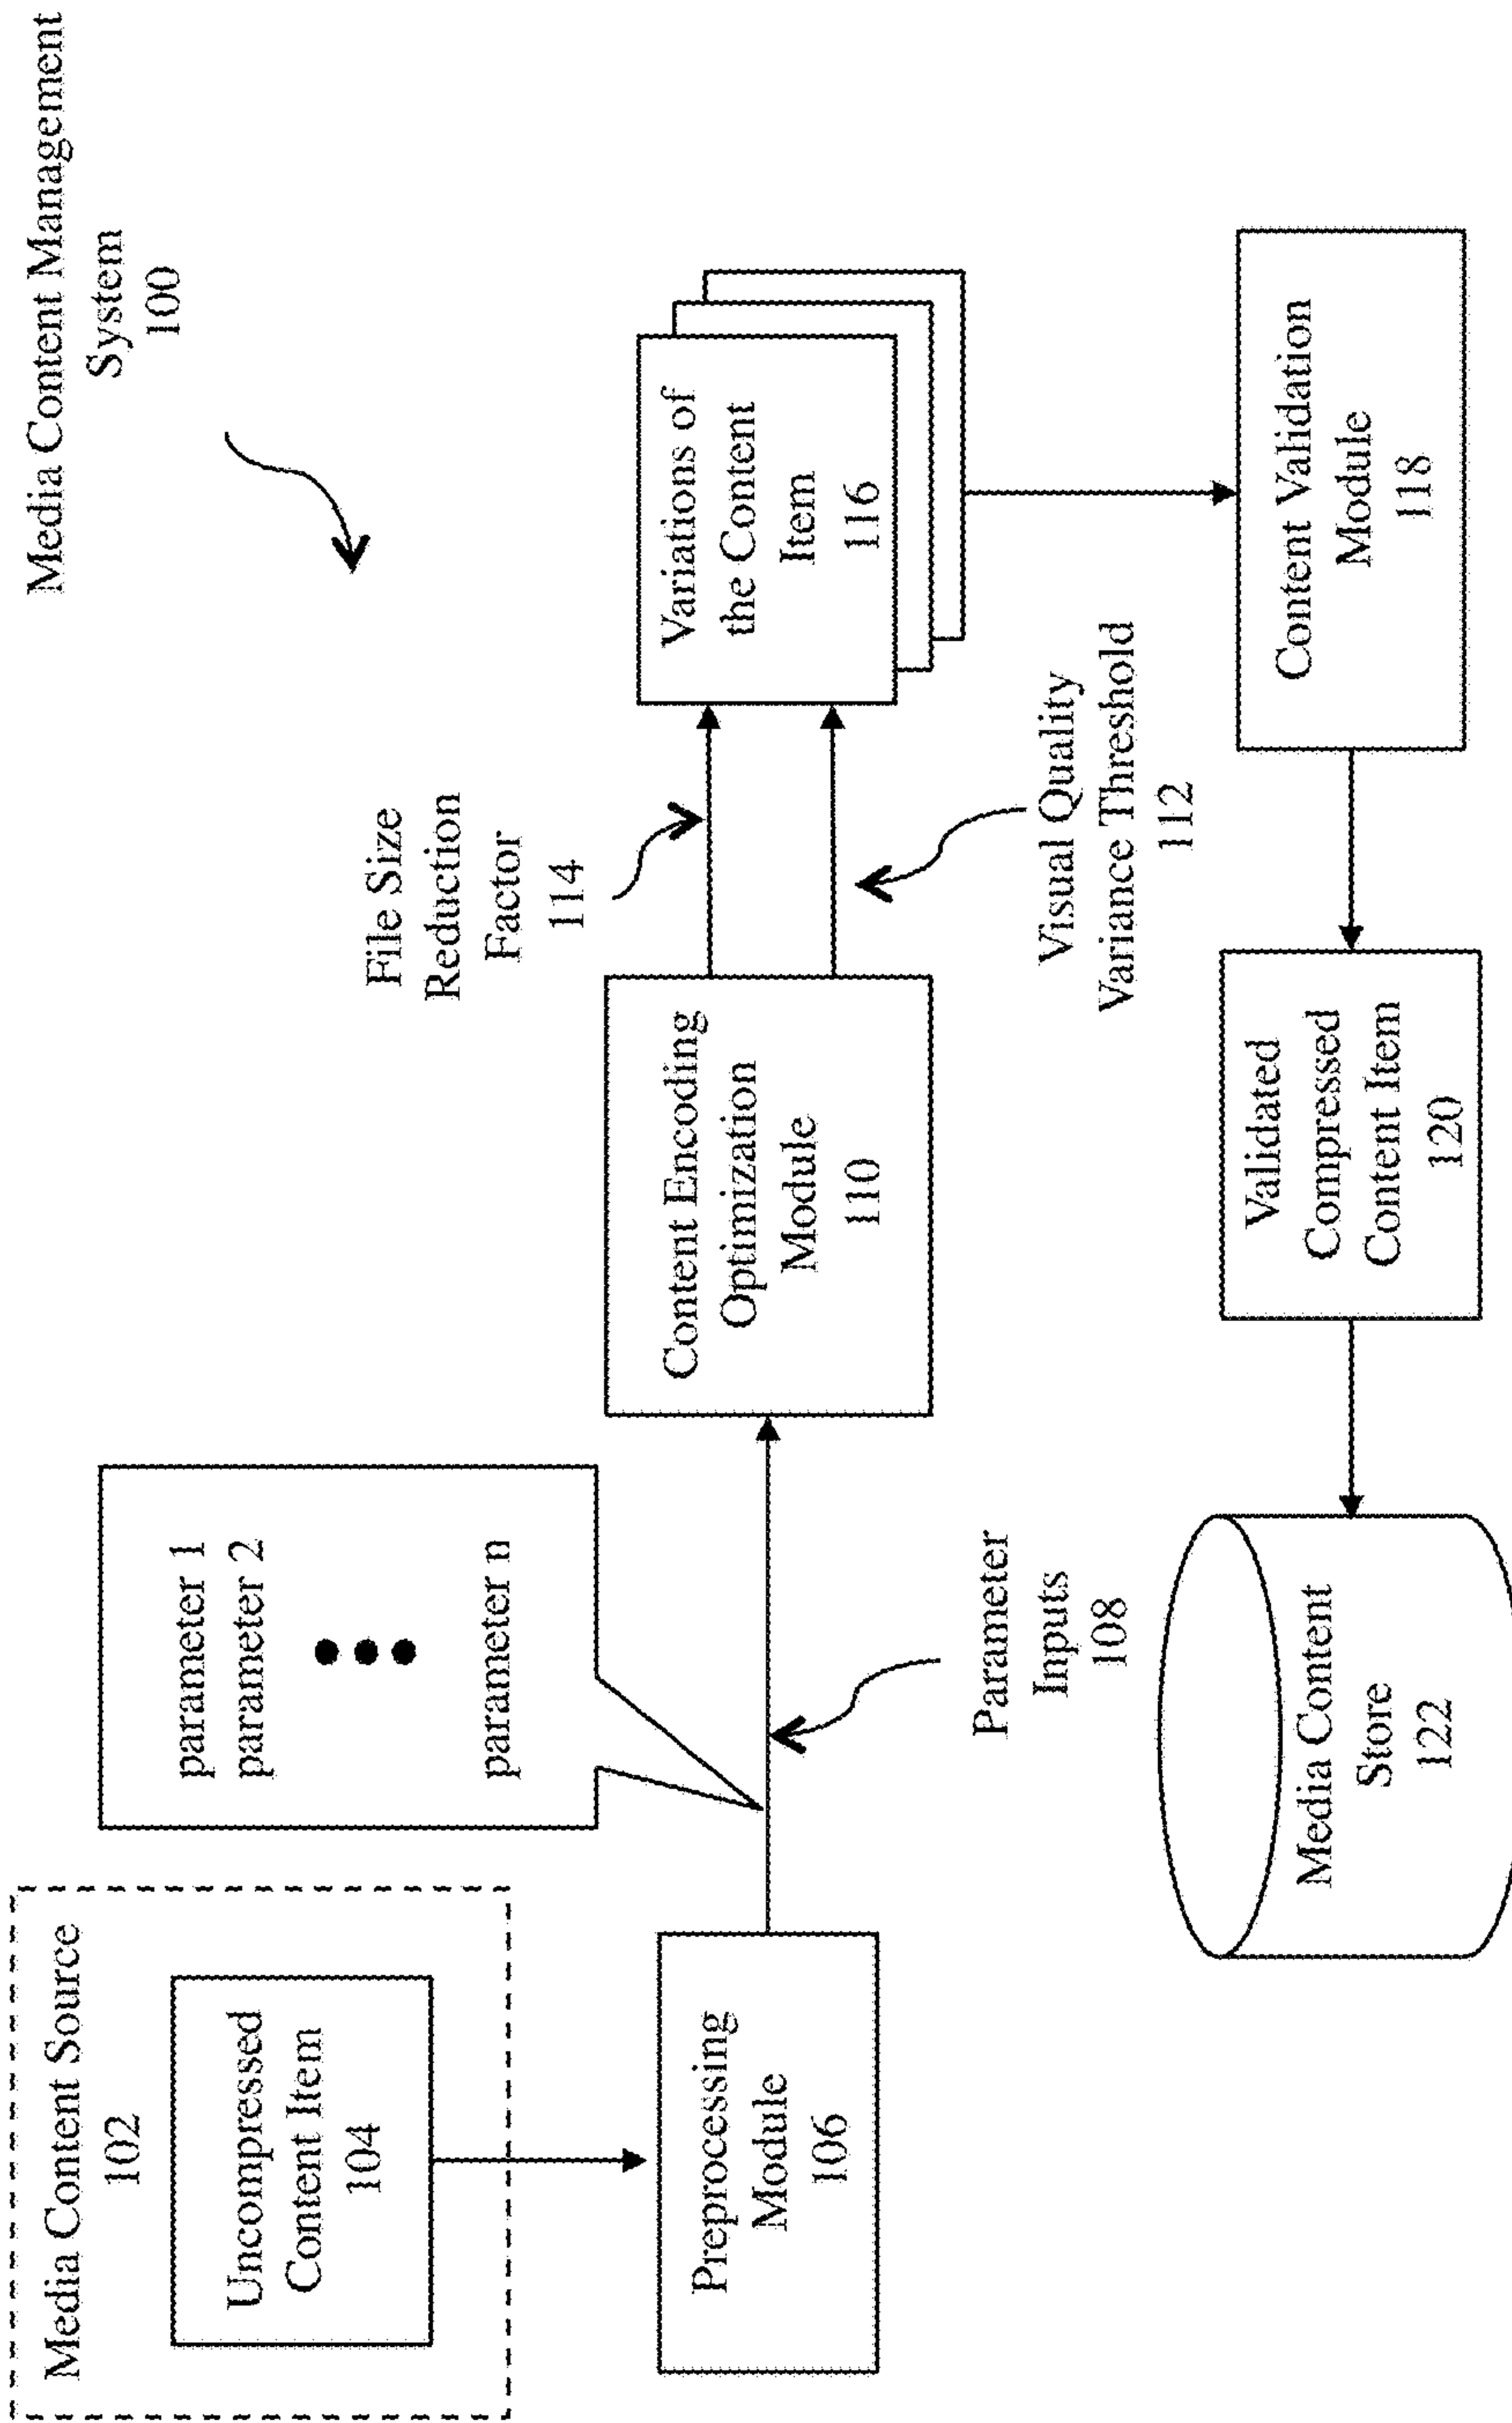 Media Content Management
System
100
Media Content Source
102
Uncompressed
Content Item
104
Preprocessing
Module
106
parameter 1
parameter 2
parameter n
Parameter
Inputs
108
Content Encoding
Optimization
Module
110
File Size
Reduction
Factor
114
Visual Quality
Variance Threshold
112
Variations of
the Content
Item
116
Content Validation
Module
118
Validated
Compressed
Content Item
120
Media Content
Store
122